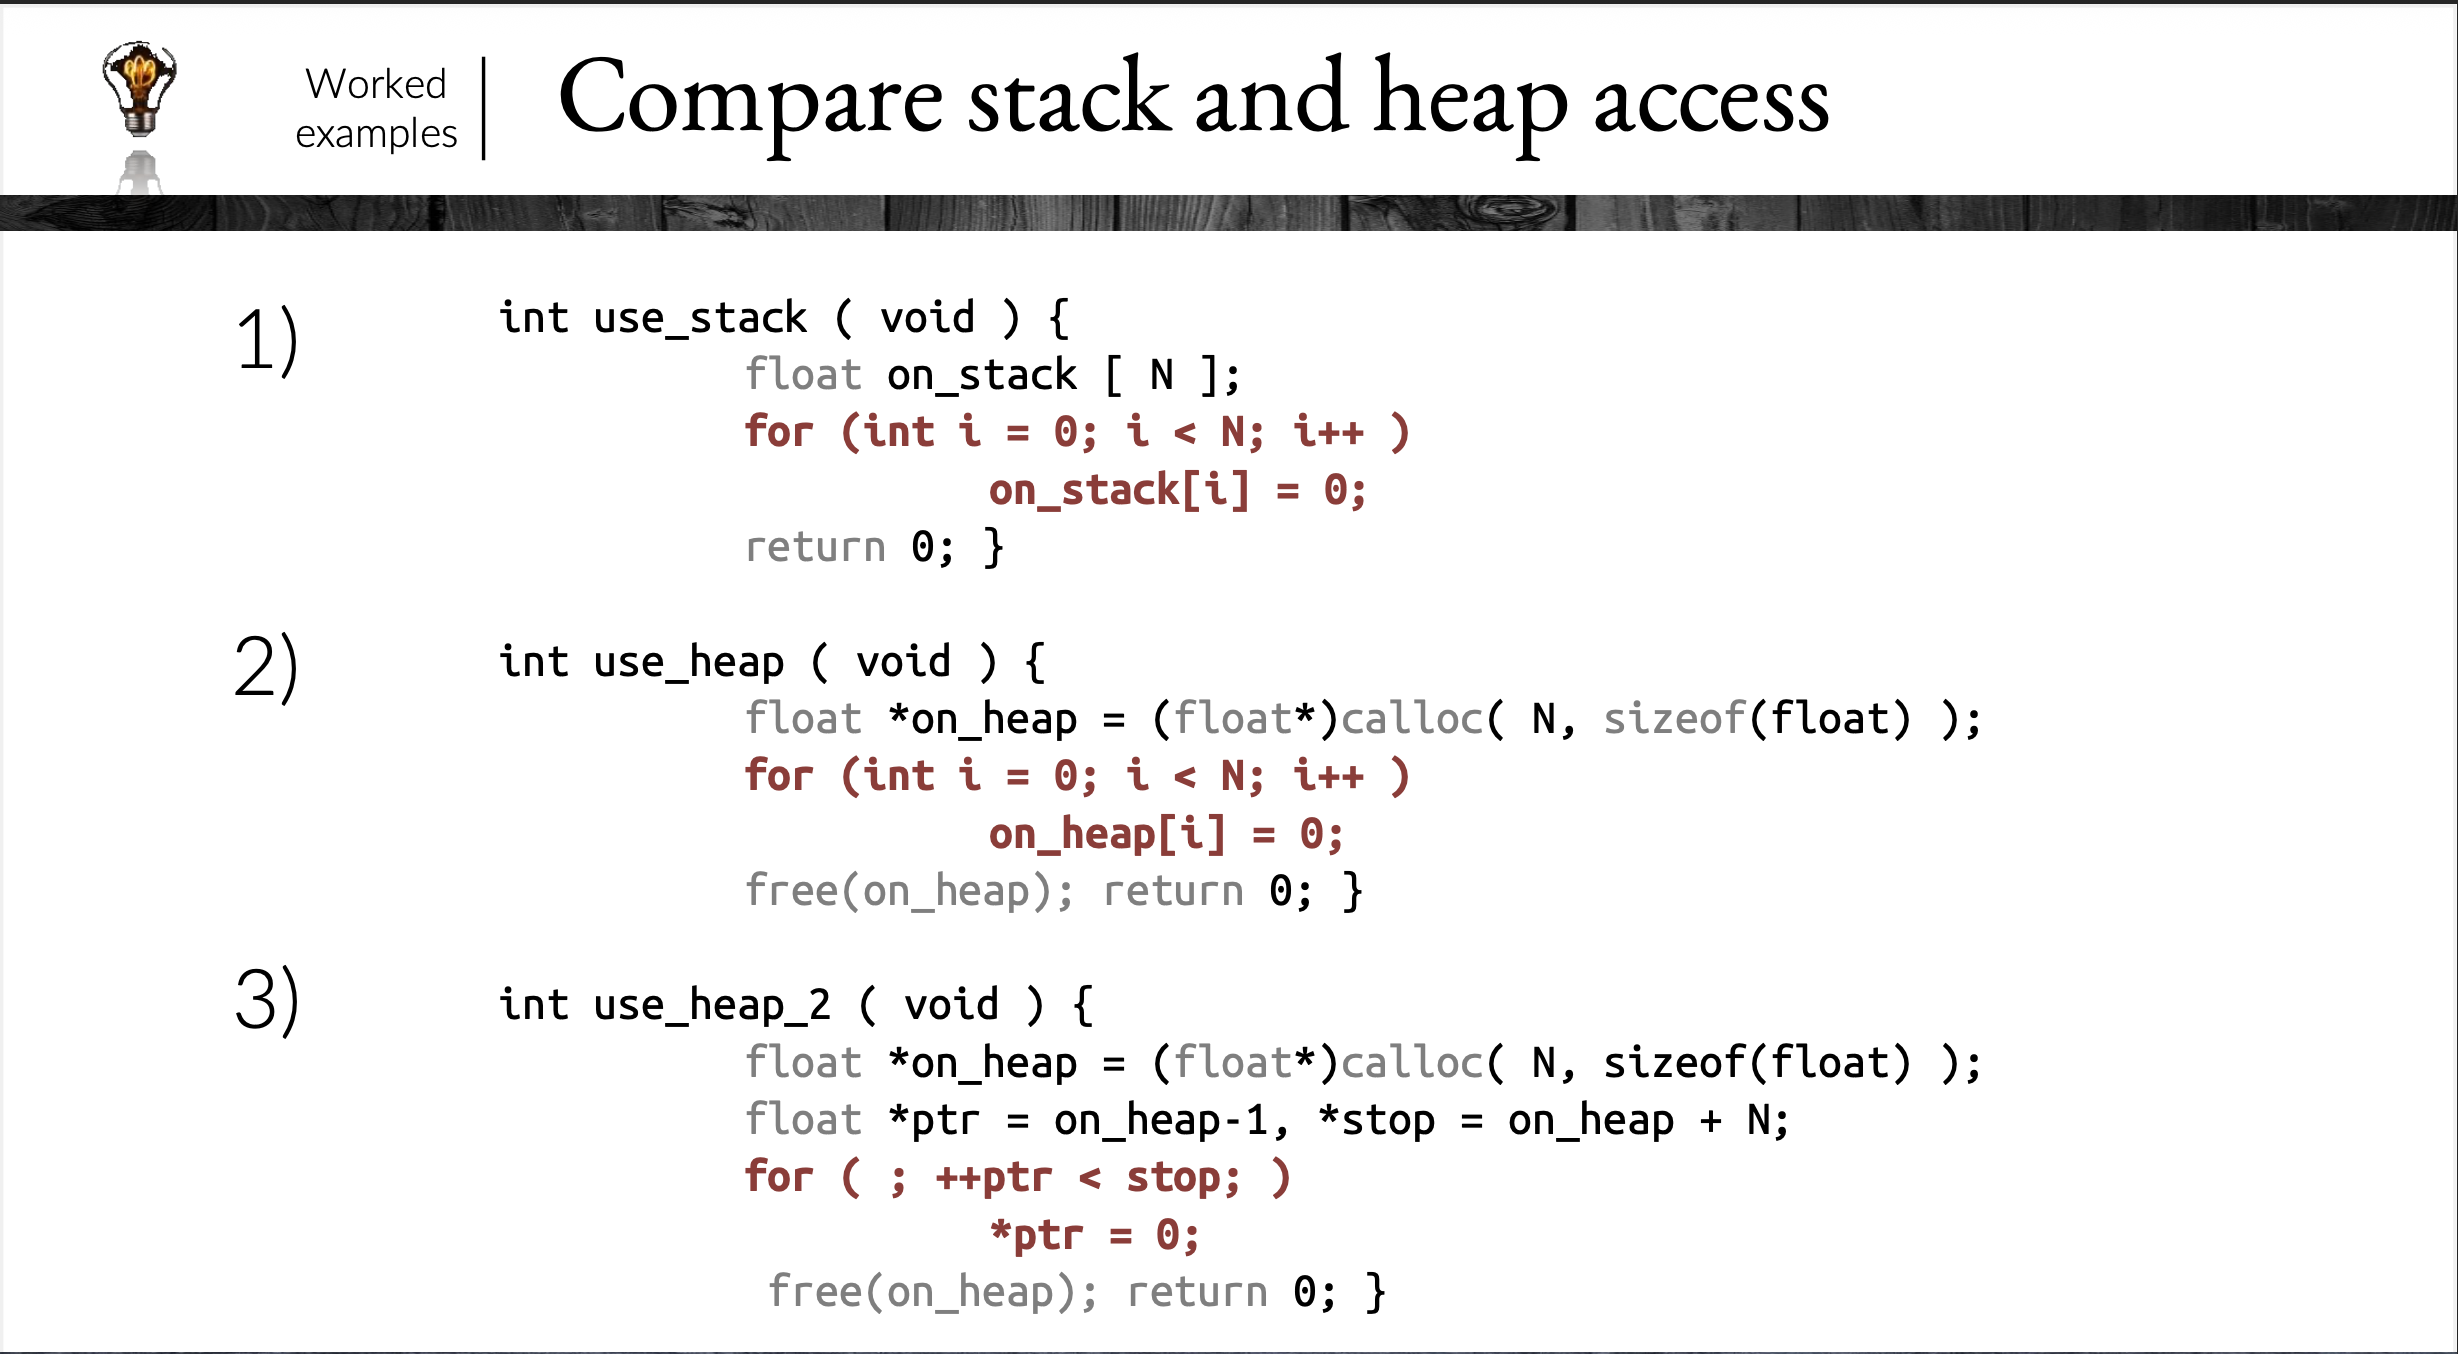 Worked
examples
Compare stack and heap access
1)
int use_stack ( void ) {
float on_stack [ N ];
for (int i = 0; i < N; i++ )
on_stack[i] = 0;
return 0; }
2)
int use_heap ( void ) {
float *on_heap = (float*)calloc( N, sizeof(float) );
for (int i = 0; i < N; i++ )
on_heap[i] = 0;
free(on_heap); return 0; }
3)
int use_heap_2 ( void ) {
float *on_heap = (float*)calloc( N, sizeof(float) );
float *ptr = on_heap-1, *stop = on_heap + N;
for ( ; ++ptr < stop; )
*ptr = 0;
free(on_heap); return 0; }